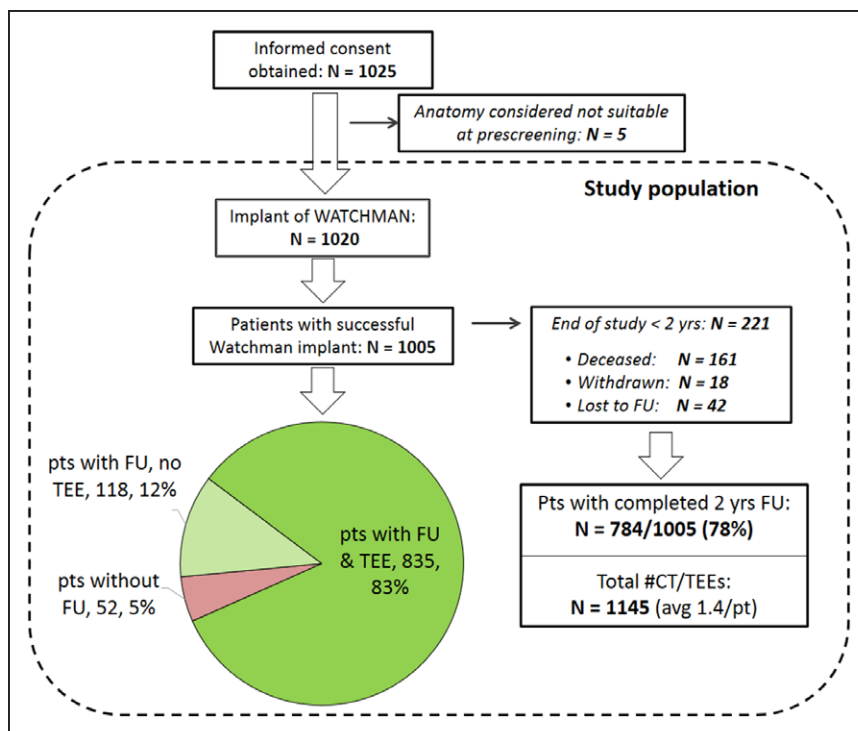 Informed consent
obtained: N = 1025
Anatomy considered not suitable
at prescreening: N = 5
Study population
Implant of WATCHMAN:
N = 1020
Patients with successful
Watchman implant: N = 1005
End of study < 2 yrs: N = 221
• Deceased: N = 161
• Withdrawn: N = 18
• Lost to FU: N = 42
pts with FU, no
TEE, 118, 12%
pts with FU
& TEE, 835,
83%
pts without
FU, 52, 5%
Pts with completed 2 yrs FU:
N = 784/1005 (78%)
Total #CT/TEEs:
N = 1145 (avg 1.4/pt)